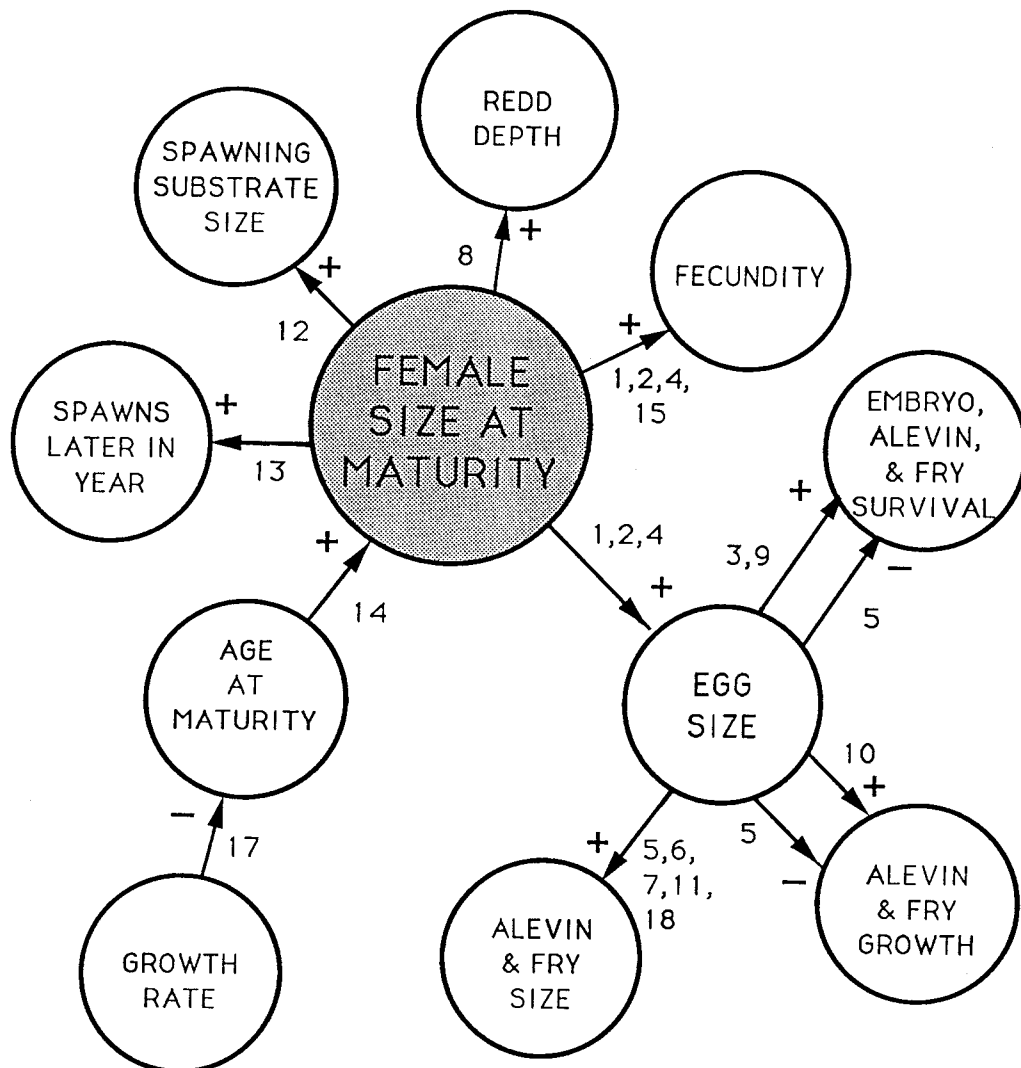 REDD
DEPTH
SPAWNING
SUBSTRATE
SIZE
+
+
8
FECUNDITY
12
+
1,2,4,
15
FEMALE
SIZE AT
MATURITY
SPAWNS
LATER IN
YEAR
+
13
EMBRYO,
ALEVIN,
& FRY
SURVIVAL
+
3,9
−
5
1,2,4
+
+
14
AGE
AT
MATURITY
EGG
SIZE
−
17
10
+
5
−
+
5,6,
7,11,
18
GROWTH
RATE
ALEVIN
& FRY
SIZE
ALEVIN
& FRY
GROWTH